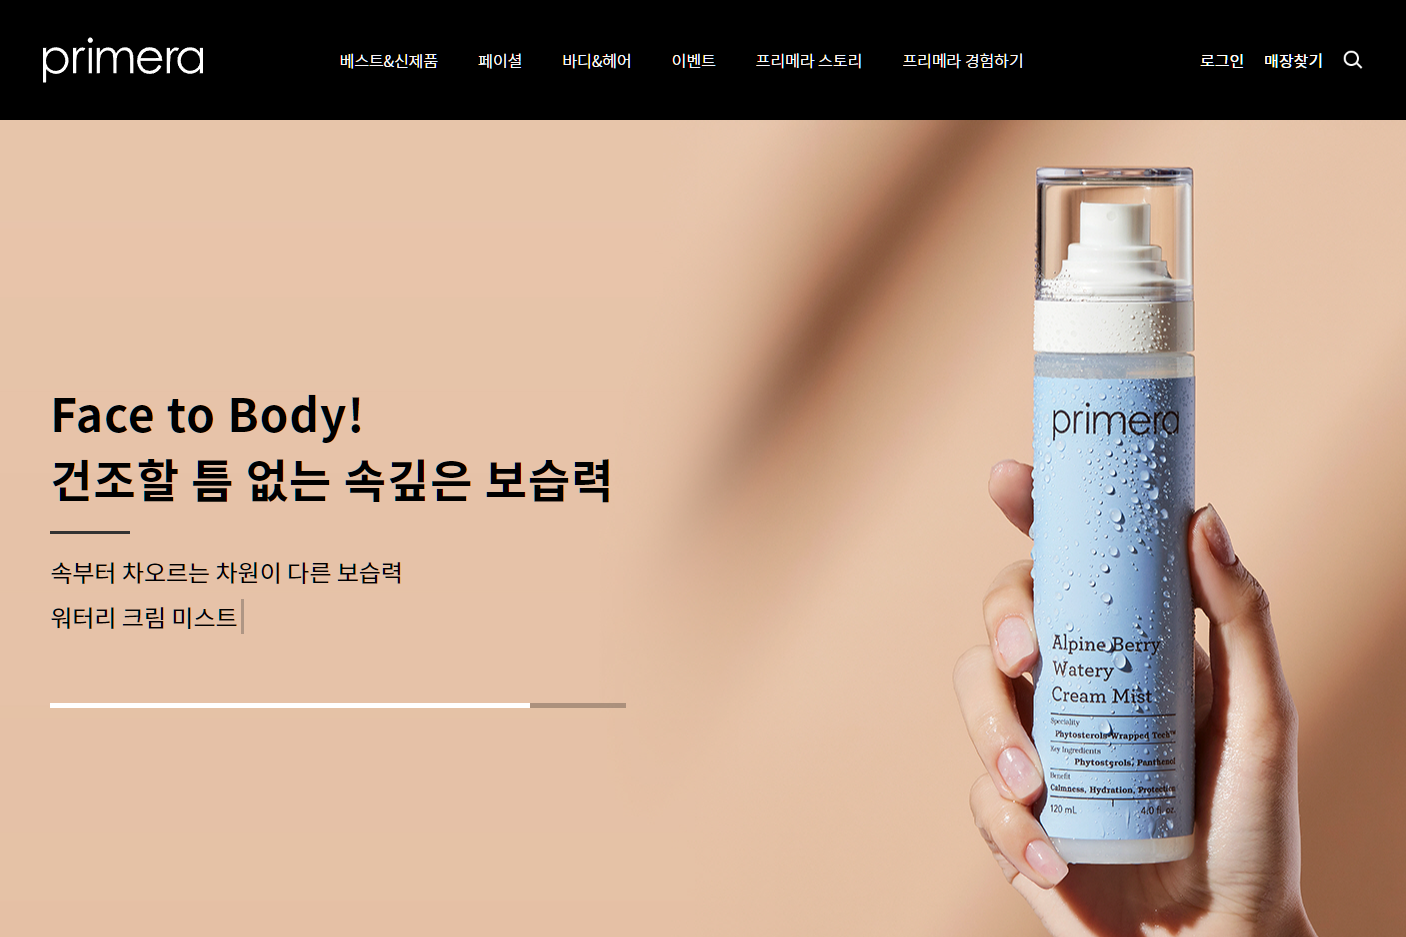 primera
베스트&신제품 페이셜 바디&헤어 이벤트 프리메라 스토리 프리메라 경험하기 로그인 매장찾기
Face to Body!
건조할 틈 없는 속깊은 보습력
속부터 차오르는 차원이 다른 보습력
워터리 크림 미스트
primera
Alpine Berry
Watery
Cream Mist
Speciality
Phytosterols-Wrapped Tech™
Key Ingredients
Phytosterols, Panthenol
Benefit
Calmness, Hydration, Protection
120 mL 4.0 fl. oz.